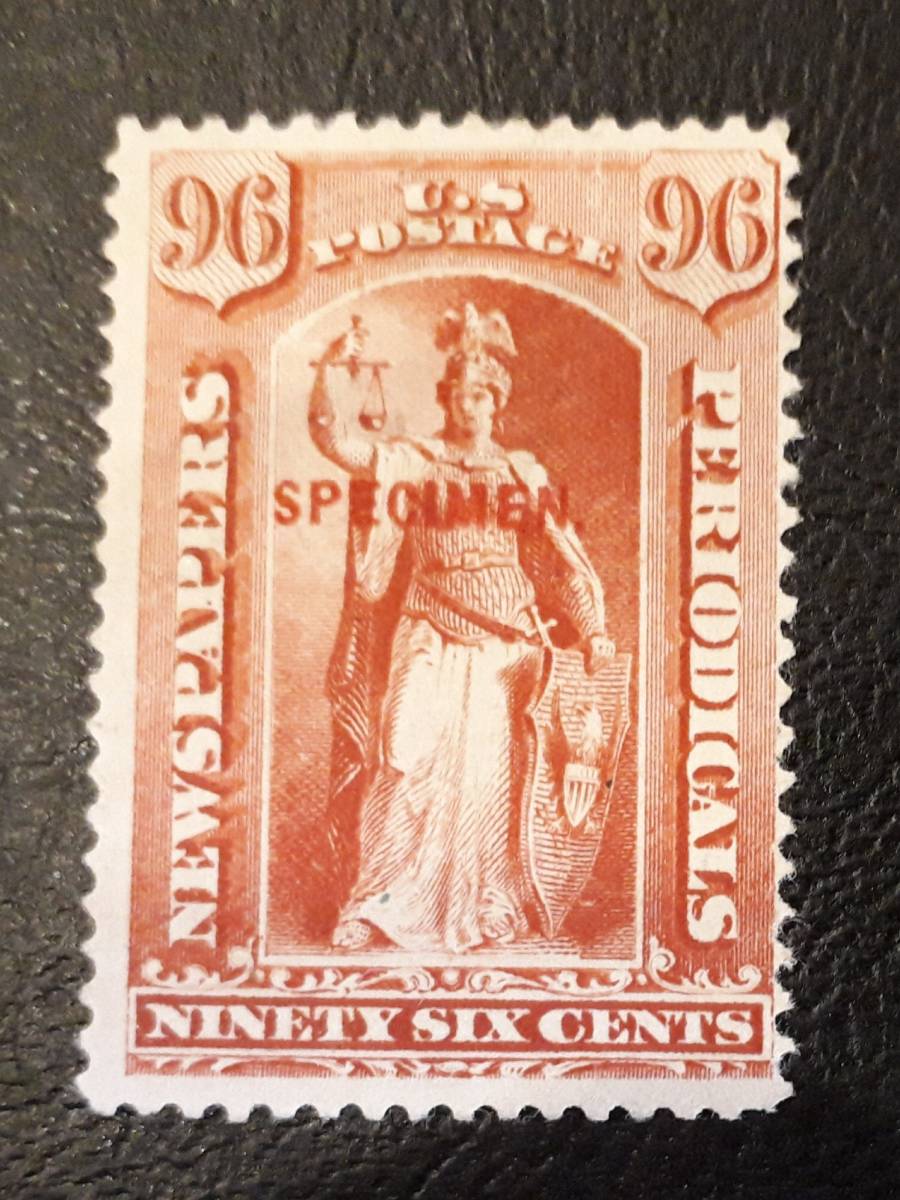 96
U.S
POSTAGE
96
NEWSPAPERS
SPECIMEN.
PERIODICALS
NINETY SIX CENTS